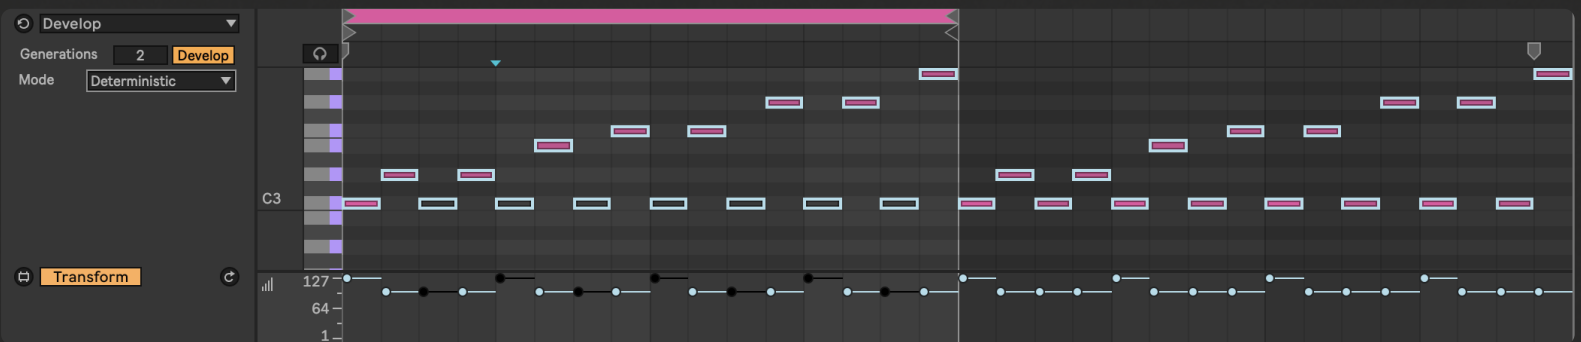 Develop
Generations 2 Develop
Mode Deterministic
C3
Transform
127
64
1